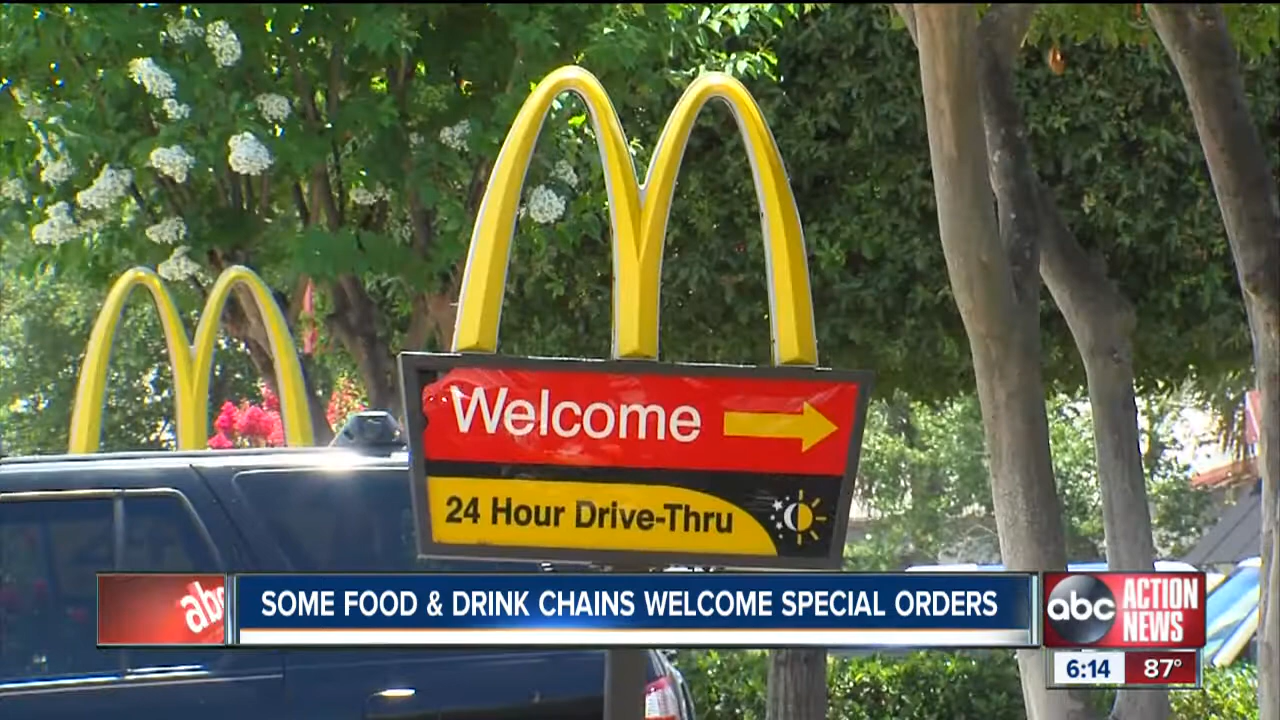 Welcome
24 Hour Drive-Thru
abc
SOME FOOD & DRINK CHAINS WELCOME SPECIAL ORDERS
abc ACTION
NEWS
6:14 87°